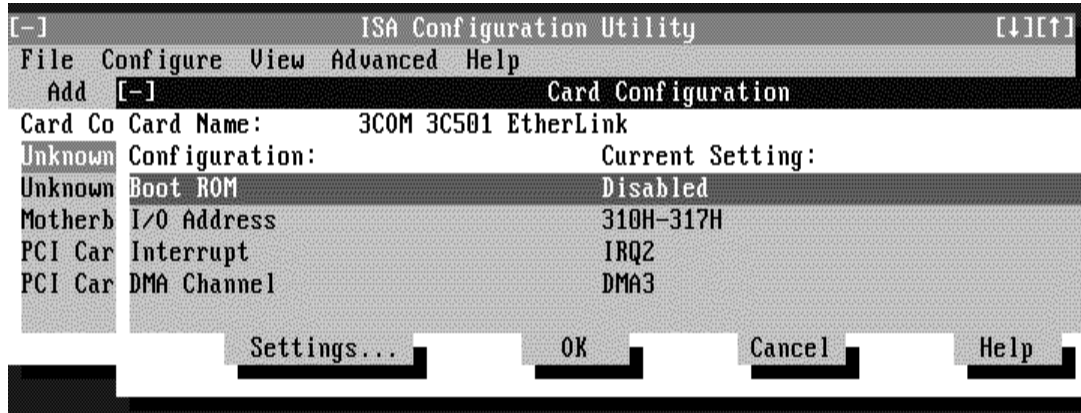 [-] ISA Configuration Utility [↓][↑]
File Configure View Advanced Help
Add [-] Card Configuration
Card Co Card Name: 3COM 3C501 EtherLink
Unknown Configuration: Current Setting:
Unknown Boot ROM Disabled
Motherb I/O Address 310H-317H
PCI Car Interrupt IRQ2
PCI Car DMA Channel DMA3
Settings... OK Cancel Help